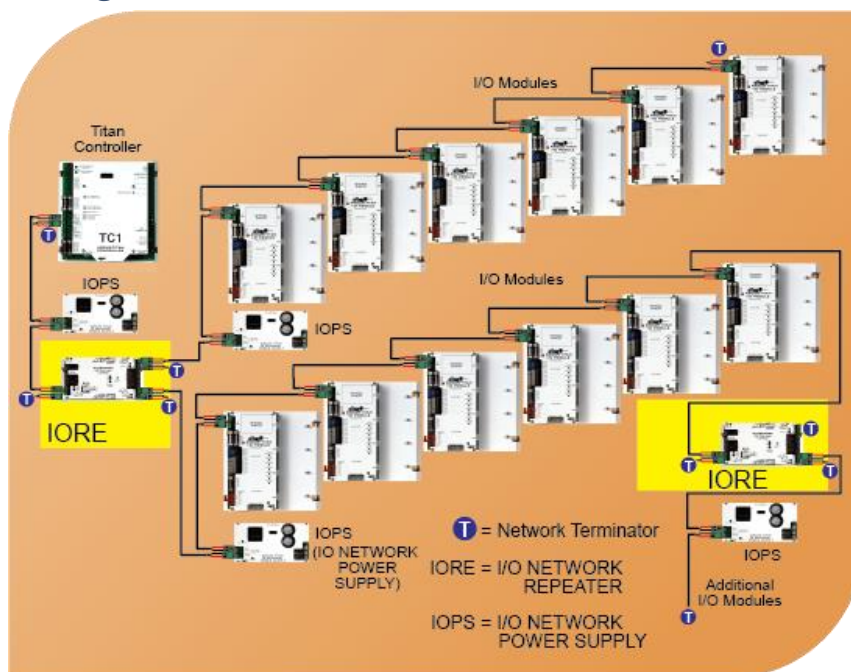 T
I/O Modules
Titan
Controller
TC1
T
IOPS
I/O Modules
IOPS
T
T
T
IORE
T
T
T
IORE
IOPS
(IO NETWORK
POWER
SUPPLY)
T = Network Terminator
IOPS
IORE = I/O NETWORK
REPEATER
Additional
I/O Modules
T
IOPS = I/O NETWORK
POWER SUPPLY